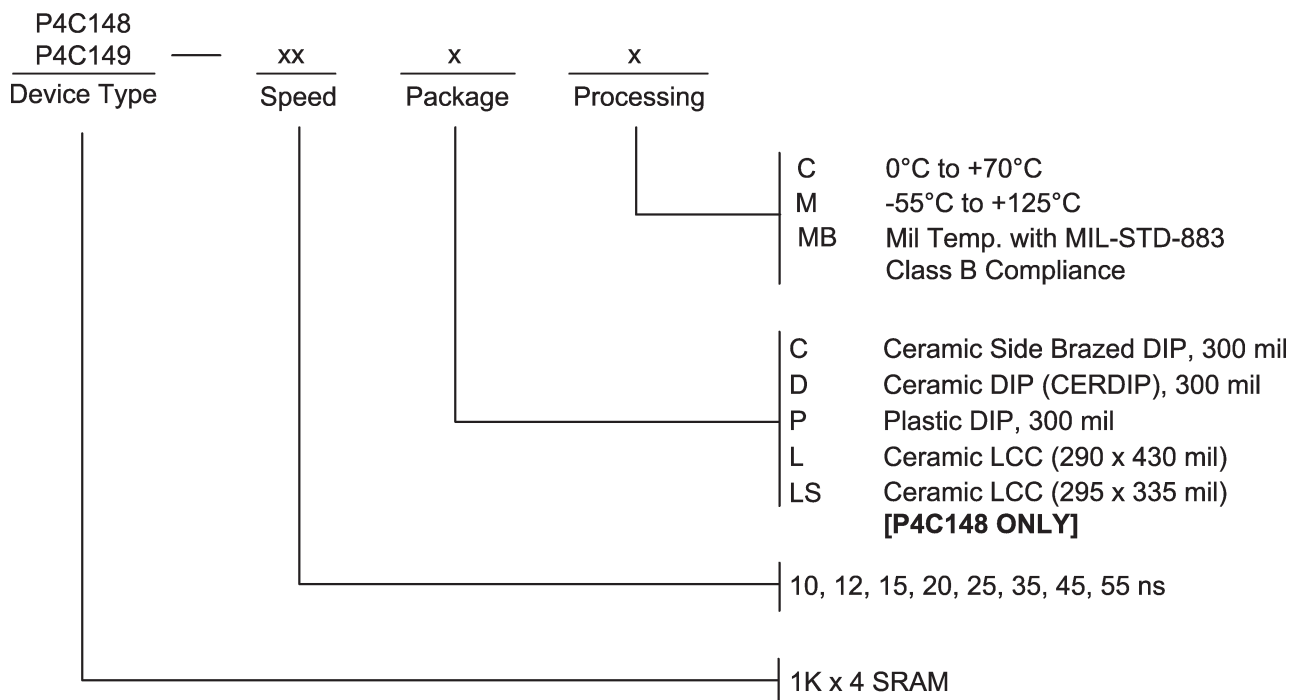 P4C148
P4C149 — xx x x
Device Type Speed Package Processing
C 0°C to +70°C
M -55°C to +125°C
MB Mil Temp. with MIL-STD-883
Class B Compliance
C Ceramic Side Brazed DIP, 300 mil
D Ceramic DIP (CERDIP), 300 mil
P Plastic DIP, 300 mil
L Ceramic LCC (290 x 430 mil)
LS Ceramic LCC (295 x 335 mil)
[P4C148 ONLY]
10, 12, 15, 20, 25, 35, 45, 55 ns
1K x 4 SRAM